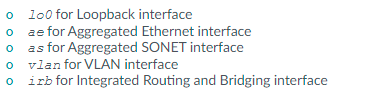 o lo0 for Loopback interface
o ae for Aggregated Ethernet interface
o as for Aggregated SONET interface
o vlan for VLAN interface
o irb for Integrated Routing and Bridging interface